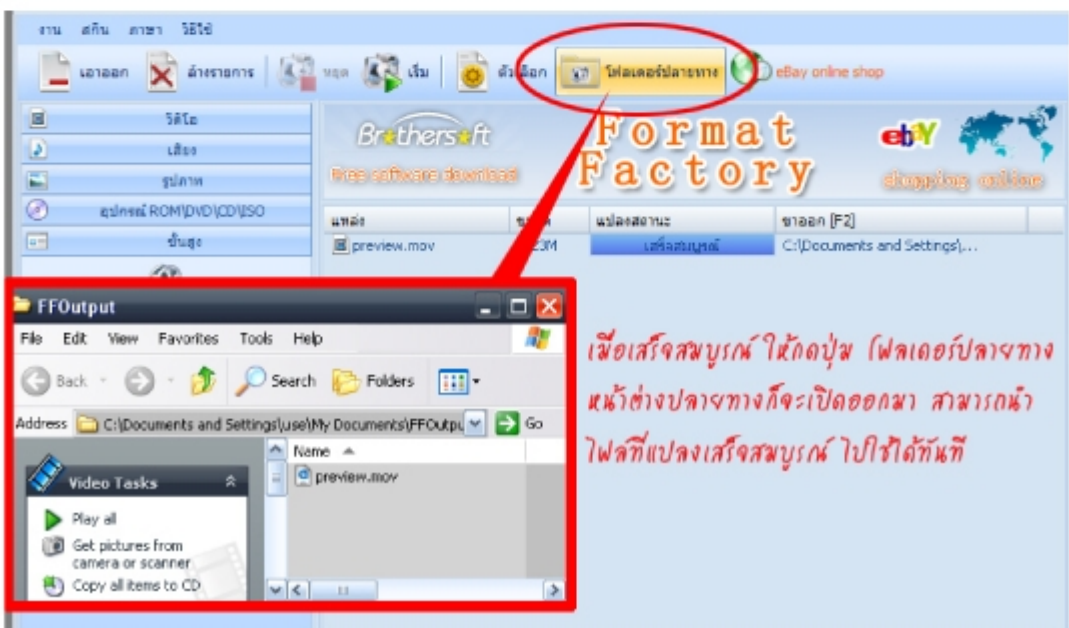 งาน สกิน ภาษา วิธีใช้
เอาออก ล้างรายการ หยุด เริ่ม ตัวเลือก โฟลเดอร์ปลายทาง eBay online shop
วิดีโอ
เสียง
รูปภาพ
อุปกรณ์ ROM\DVD\CD\ISO
ขั้นสูง
Brothersoft
Free software download
Format
Factory
ebY
shopping online
แหล่ง แปลงสถานะ ขาออก [F2]
preview.mov เสร็จสมบูรณ์ C:\Documents and Settings\...
FFOutput
File Edit View Favorites Tools Help
Back Search Folders
Address C:\Documents and Settings\use\My Documents\FFOutpu Go
Name
preview.mov
Video Tasks
Play all
Get pictures from
camera or scanner
Copy all items to CD
เมื่อเสร็จสมบูรณ์ ให้กดปุ่ม โฟลเดอร์ปลายทาง
หน้าต่างปลายทางก็จะเปิดออกมา สามารถนำ
ไฟล์ที่แปลงเสร็จสมบูรณ์ ไปใช้ได้ทันที